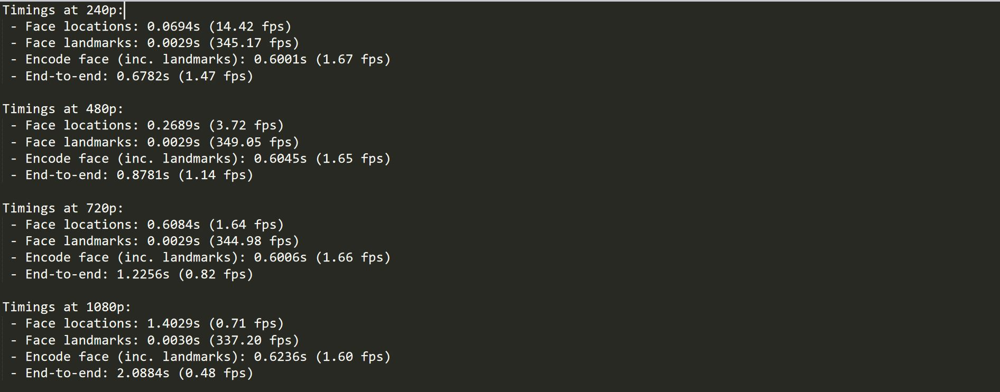 Timings at 240p:
- Face locations: 0.0694s (14.42 fps)
- Face landmarks: 0.0029s (345.17 fps)
- Encode face (inc. landmarks): 0.6001s (1.67 fps)
- End-to-end: 0.6782s (1.47 fps)
Timings at 480p:
- Face locations: 0.2689s (3.72 fps)
- Face landmarks: 0.0029s (349.05 fps)
- Encode face (inc. landmarks): 0.6045s (1.65 fps)
- End-to-end: 0.8781s (1.14 fps)
Timings at 720p:
- Face locations: 0.6084s (1.64 fps)
- Face landmarks: 0.0029s (344.98 fps)
- Encode face (inc. landmarks): 0.6006s (1.66 fps)
- End-to-end: 1.2256s (0.82 fps)
Timings at 1080p:
- Face locations: 1.4029s (0.71 fps)
- Face landmarks: 0.0030s (337.20 fps)
- Encode face (inc. landmarks): 0.6236s (1.60 fps)
- End-to-end: 2.0884s (0.48 fps)